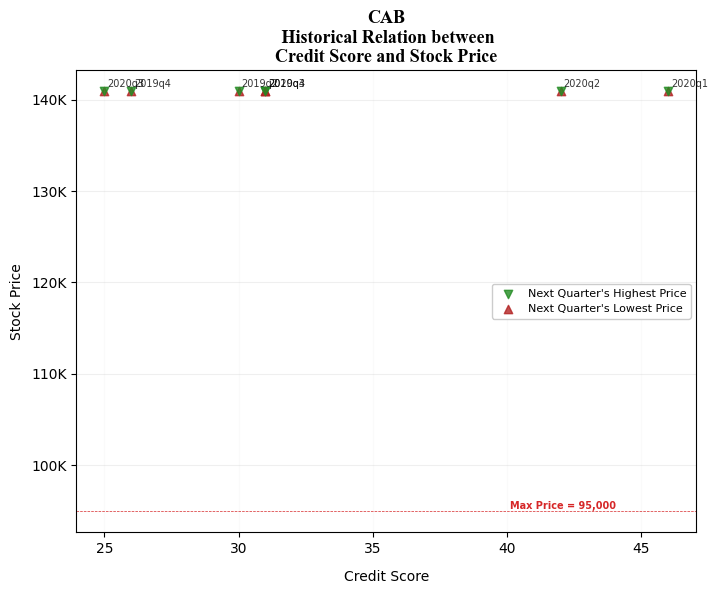 CAB
Historical Relation between
Credit Score and Stock Price
140K
130K
120K
110K
100K
Stock Price
2020q3
2019q4
2020q2
2020q1
Next Quarter's Highest Price
Next Quarter's Lowest Price
Max Price = 95,000
25
30
35
40
45
Credit Score